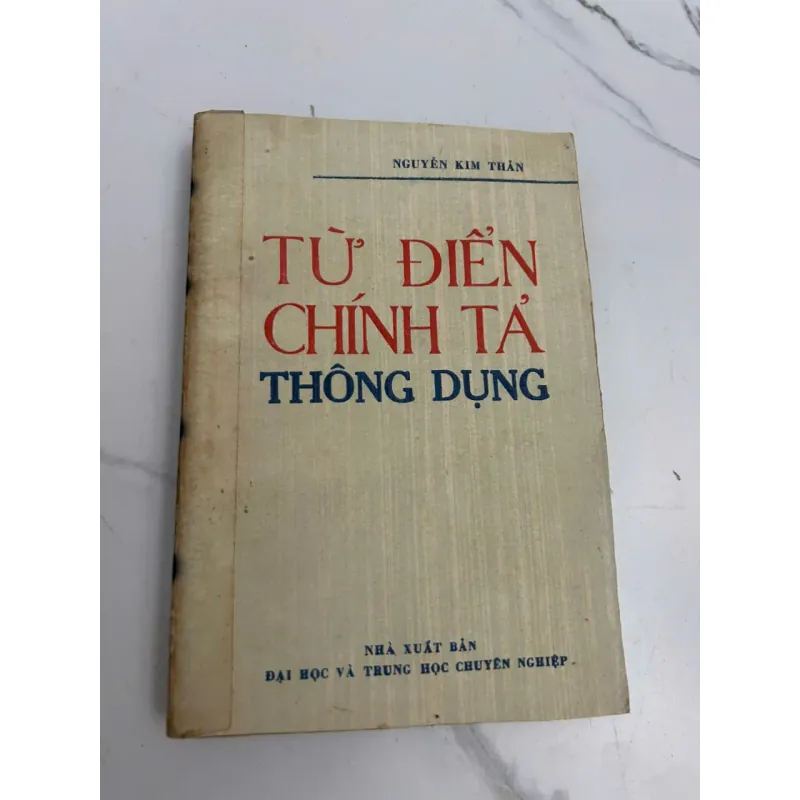 NGUYỄN KIM THẢN
TỪ ĐIỂN
CHÍNH TẢ
THÔNG DỤNG
NHÀ XUẤT BẢN
ĐẠI HỌC VÀ TRUNG HỌC CHUYÊN NGHIỆP